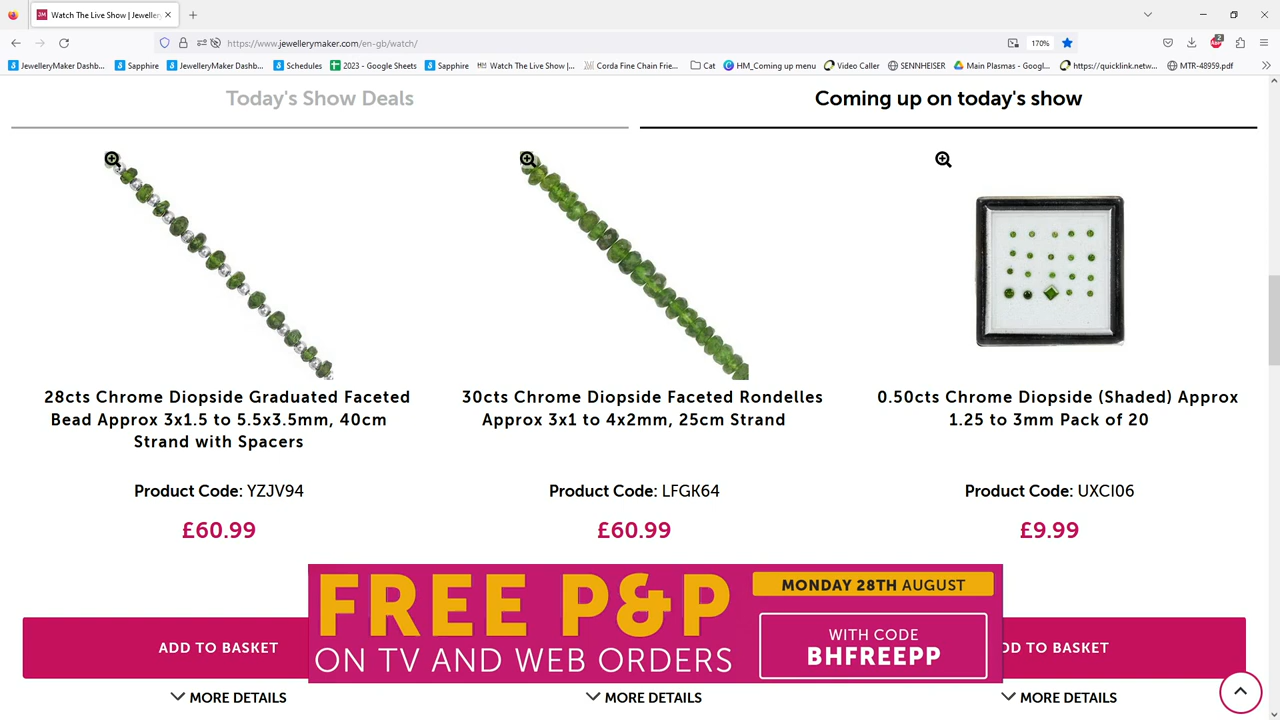 Watch The Live Show | Jeweller
https://www.jewellerymaker.com/en-gb/watch/
170%
2
JewelleryMaker Dashb...
Sapphire
JewelleryMaker Dashb...
Schedules
2023 - Google Sheets
Sapphire
Watch The Live Show |...
Corda Fine Chain Frie...
Cat
HM_Coming up menu
Video Caller
SENNHEISER
Main Plasmas - Googl...
https://quicklink.netw...
MTR-48959.pdf
Today's Show Deals
Coming up on today's show
28cts Chrome Diopside Graduated Faceted
Bead Approx 3x1.5 to 5.5x3.5mm, 40cm
Strand with Spacers
Product Code: YZJV94
£60.99
ADD TO BASKET
MORE DETAILS
30cts Chrome Diopside Faceted Rondelles
Approx 3x1 to 4x2mm, 25cm Strand
Product Code: LFGK64
£60.99
MORE DETAILS
0.50cts Chrome Diopside (Shaded) Approx
1.25 to 3mm Pack of 20
Product Code: UXCI06
£9.99
DD TO BASKET
MORE DETAILS
FREE P&P
ON TV AND WEB ORDERS
MONDAY 28TH AUGUST
WITH CODE
BHFREEPP